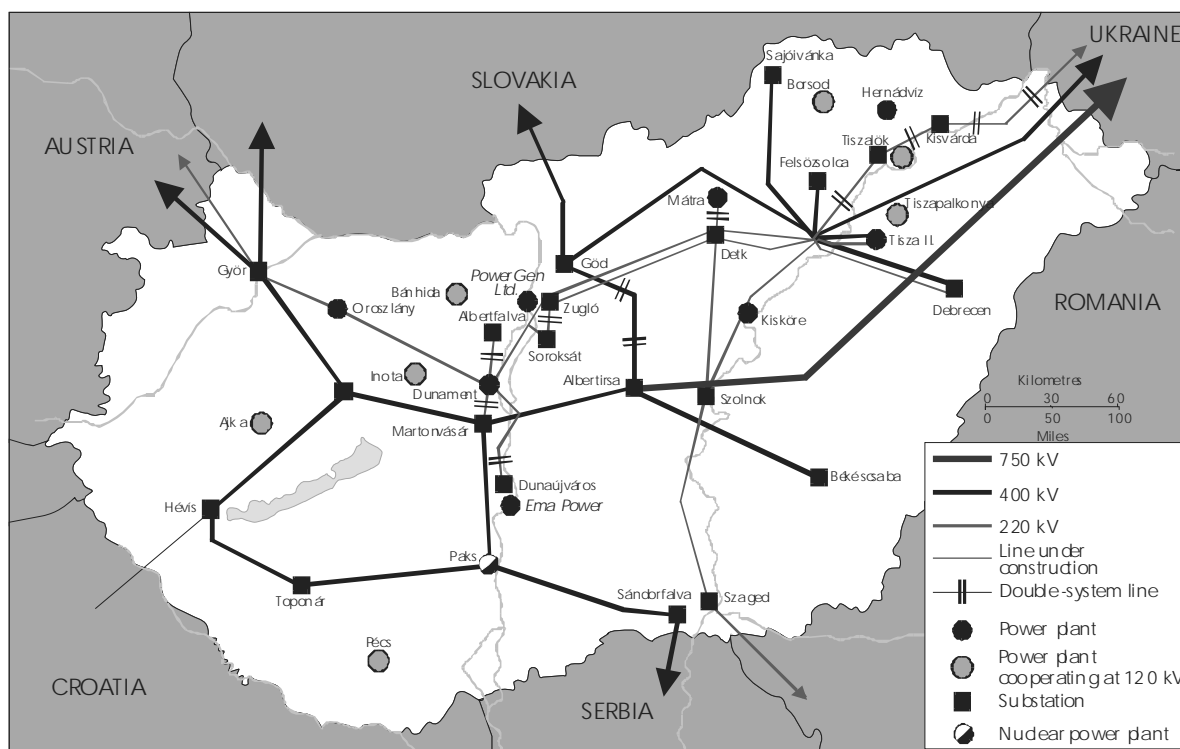 UKRAINE
SLOVAKIA
AUSTRIA
ROMANIA
CROATIA
SERBIA
Sajóivánka
Borsod
Hernádvíz
Kisvárda
Tiszalök
Felsözsolca
Mátra
Tiszapalkonya
Tisza II.
Detk
Göd
Debrecen
Györ
Oroszlány
Bánhida
Power Gen
Ltd.
Albertfalva
Zugló
Soroksát
Kisköre
Inota
Dunament
Albertirsa
Szolnok
Ajka
Martonvásár
Békéscsaba
Hévis
Dunaújváros
Ema Power
Paks
Toponár
Sándorfalva
Szaged
Pécs
Kilometres
0 30 60
0 50 100
Miles
750 kV
400 kV
220 kV
Line under
construction
Double-system line
Power plant
Power plant
cooperating at 120 kV
Substation
Nuclear power plant